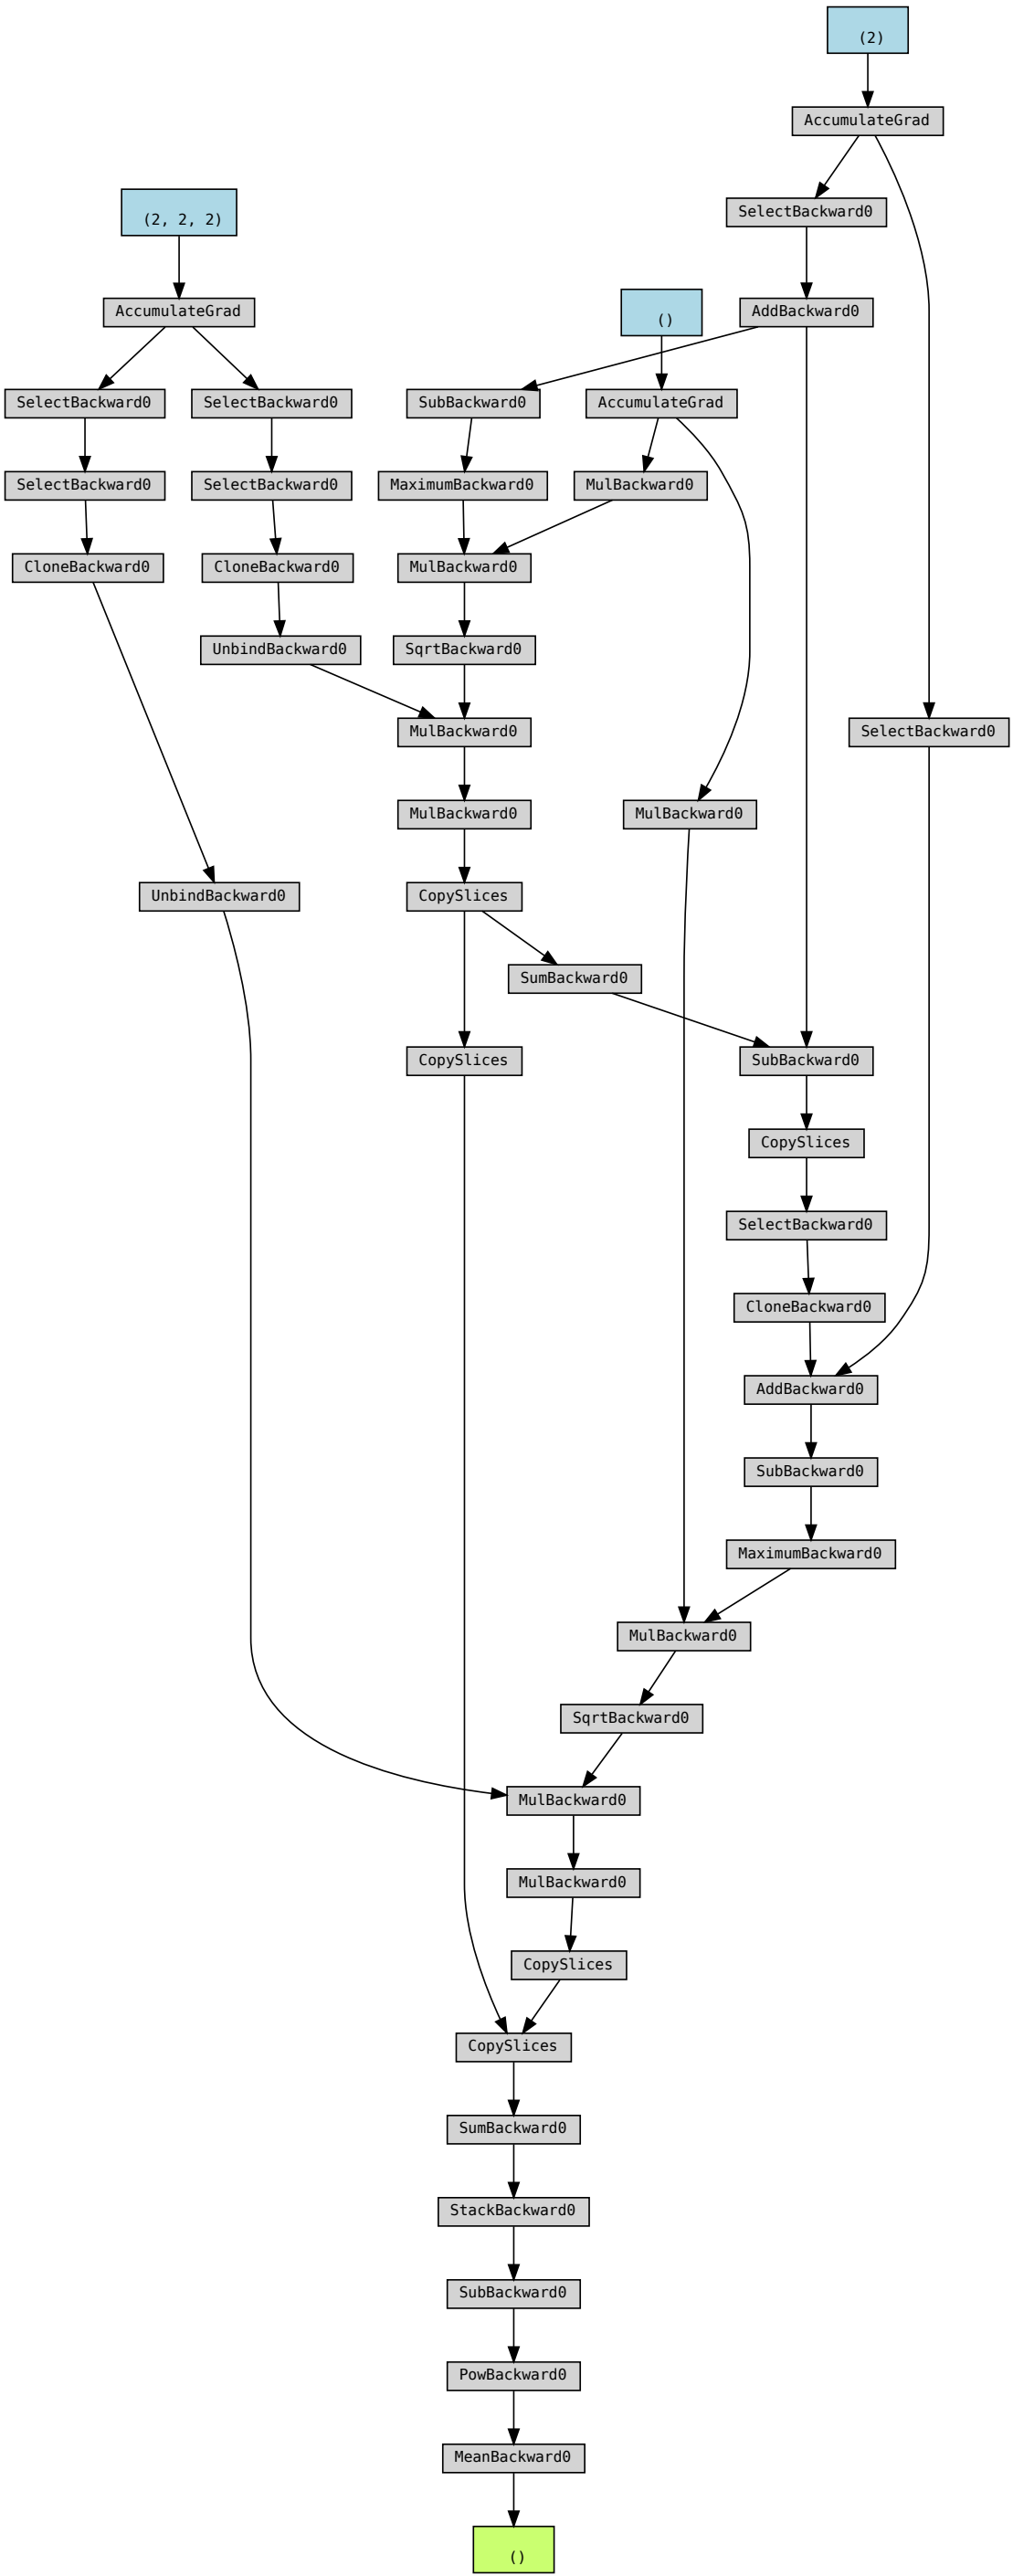 (2)
AccumulateGrad
(2, 2, 2)
SelectBackward0
()
AccumulateGrad
AddBackward0
SelectBackward0
SelectBackward0
SubBackward0
AccumulateGrad
SelectBackward0
SelectBackward0
MaximumBackward0
MulBackward0
CloneBackward0
CloneBackward0
MulBackward0
UnbindBackward0
SqrtBackward0
MulBackward0
SelectBackward0
MulBackward0
MulBackward0
UnbindBackward0
CopySlices
SumBackward0
CopySlices
SubBackward0
CopySlices
SelectBackward0
CloneBackward0
AddBackward0
SubBackward0
MaximumBackward0
MulBackward0
SqrtBackward0
MulBackward0
MulBackward0
CopySlices
CopySlices
SumBackward0
StackBackward0
SubBackward0
PowBackward0
MeanBackward0
()